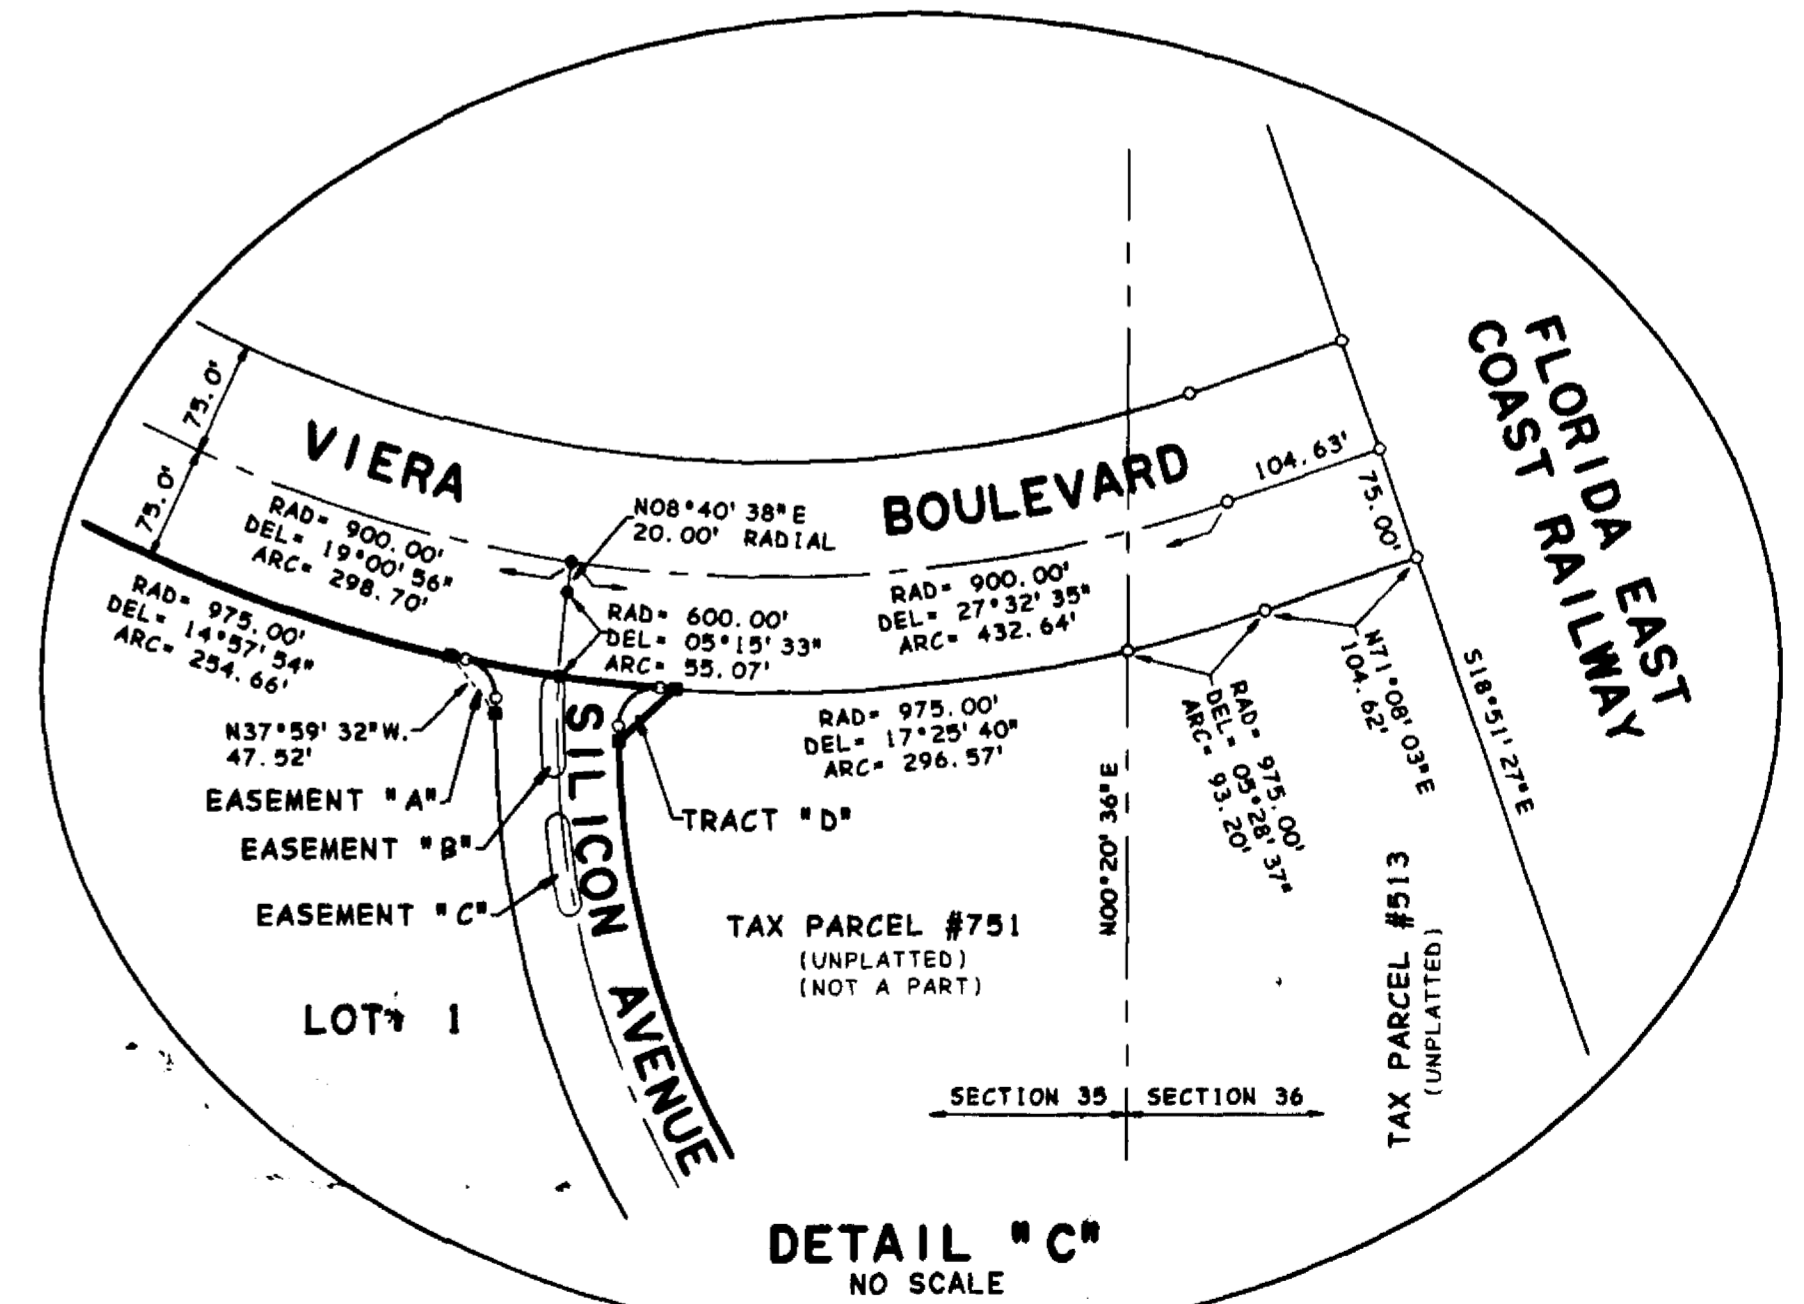 FLORIDA EAST
COAST RAILWAY
75.0'
75.0'
VIERA
BOULEVARD
104.63'
75.00'
RAD= 900.00'
DEL= 19°00'56"
ARC= 298.70'
N08°40'38"E
20.00' RADIAL
RAD= 900.00'
DEL= 27°32'35"
ARC= 432.64'
RAD= 975.00'
DEL= 14°57'54"
ARC= 254.66'
RAD= 600.00'
DEL= 05°15'33"
ARC= 55.07'
N71°08'03"E
104.62'
S18°51'27"E
RAD= 975.00'
DEL= 05°28'37"
ARC= 93.20'
RAD= 975.00'
DEL= 17°25'40"
ARC= 296.57'
N37°59'32"W.
47.52'
EASEMENT "A"
EASEMENT "B"
EASEMENT "C"
TRACT "D"
SILICON AVENUE
N00°20'36"E
TAX PARCEL #751
(UNPLATTED)
(NOT A PART)
TAX PARCEL #513
(UNPLATTED)
LOT 1
SECTION 35
SECTION 36
DETAIL "C"
NO SCALE